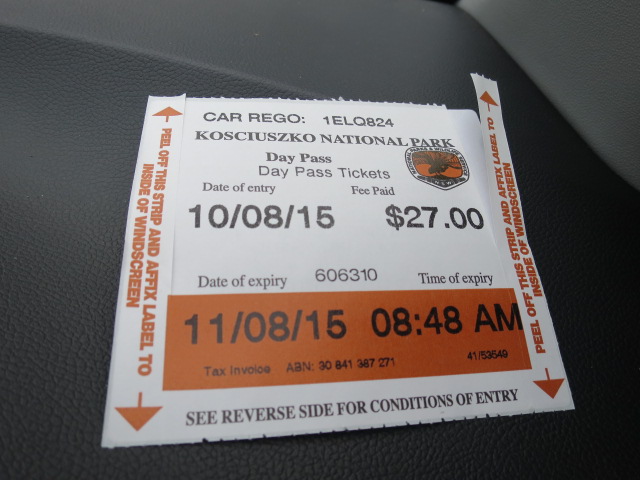 CAR REGO: 1ELQ824
KOSCIUSZKO NATIONAL PARK
Day Pass
Day Pass Tickets
Date of entry Fee Paid
10/08/15 $27.00
Date of expiry 606310 Time of expiry
11/08/15 08:48 AM
Tax Invoice ABN: 30 841 387 271 41/53549
SEE REVERSE SIDE FOR CONDITIONS OF ENTRY
PEEL OFF THIS STRIP AND AFFIX LABEL TO
INSIDE OF WINDSCREEN
PEEL OFF THIS STRIP AND AFFIX LABEL TO
INSIDE OF WINDSCREEN